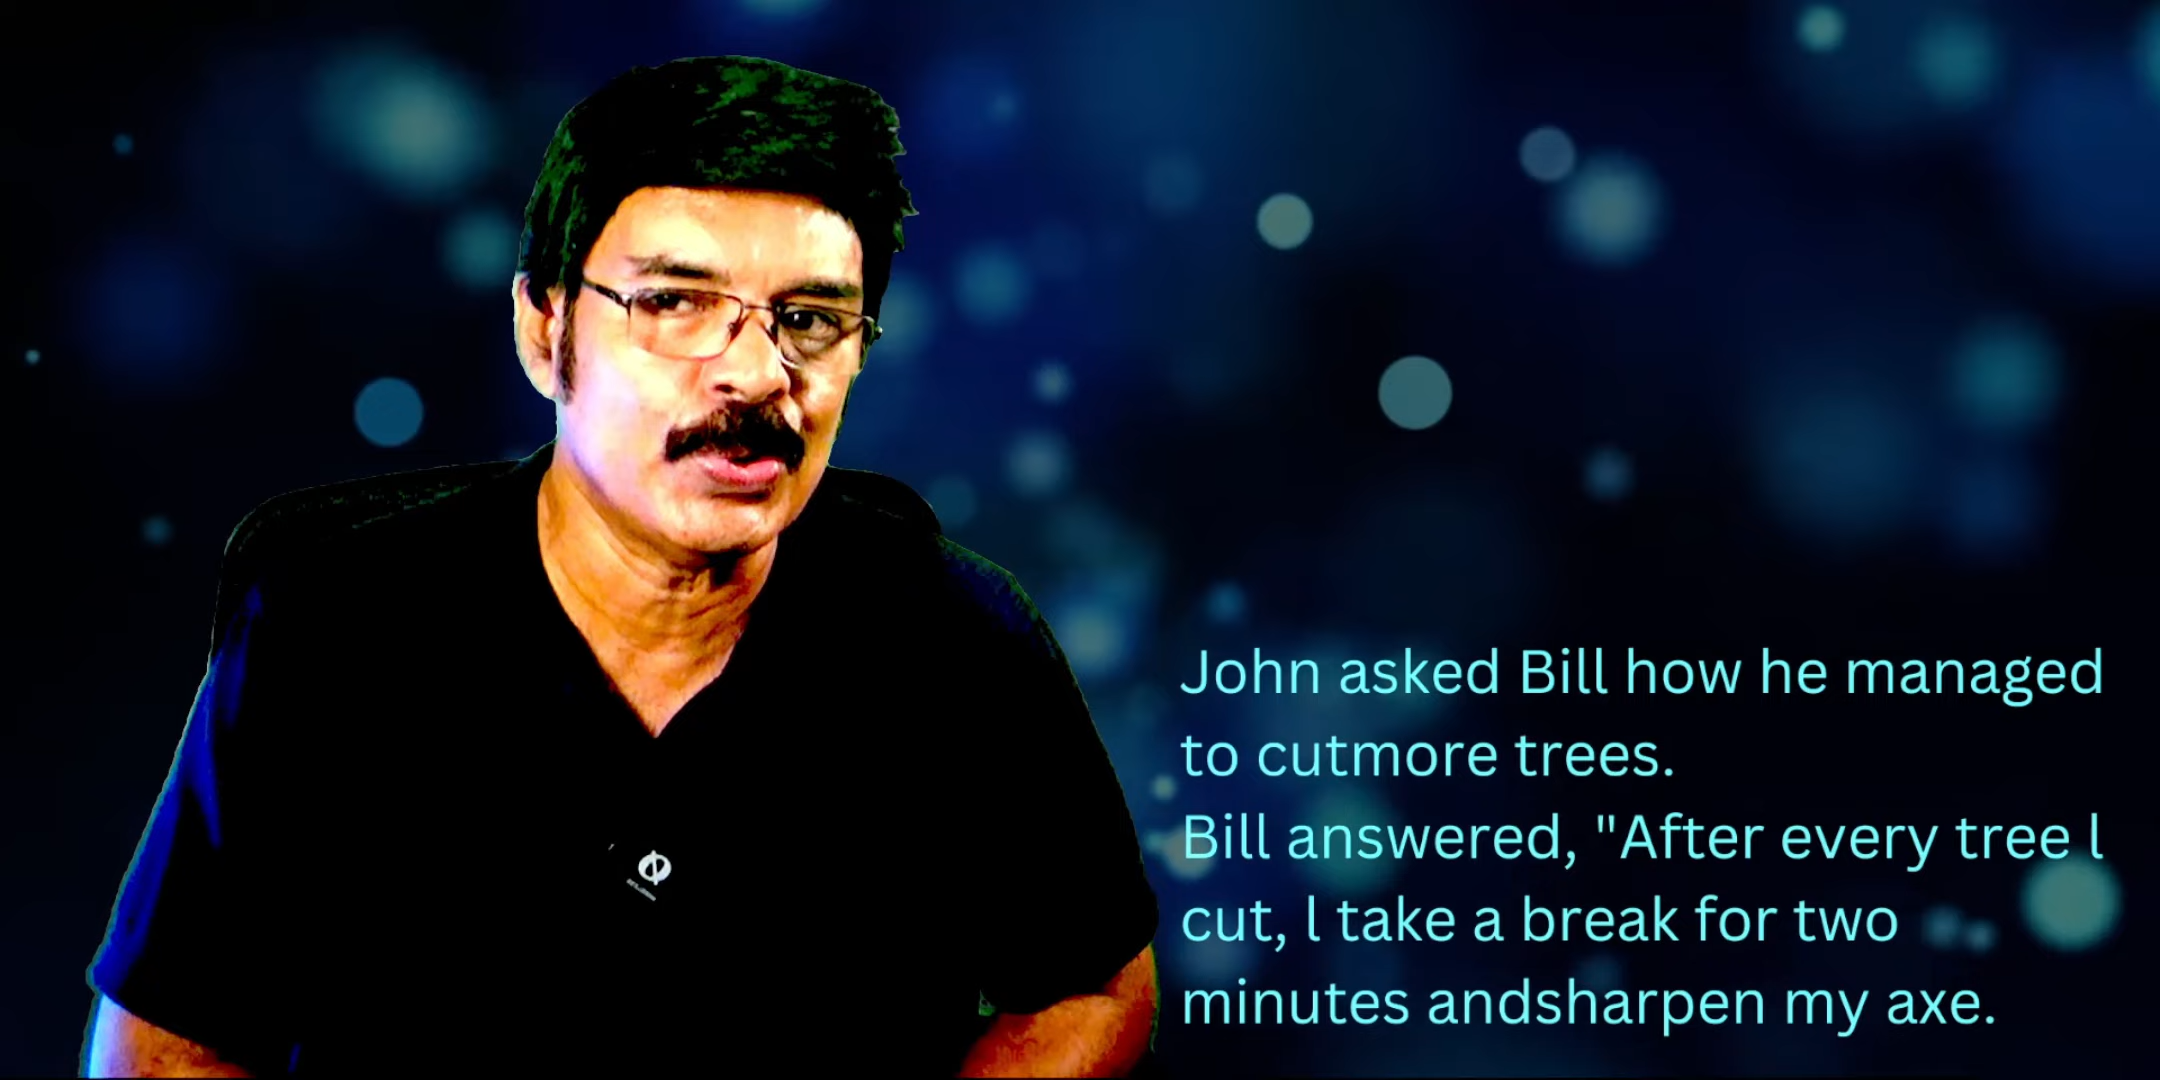 John asked Bill how he managed
to cutmore trees.
Bill answered, "After every tree l
cut, l take a break for two
minutes andsharpen my axe.